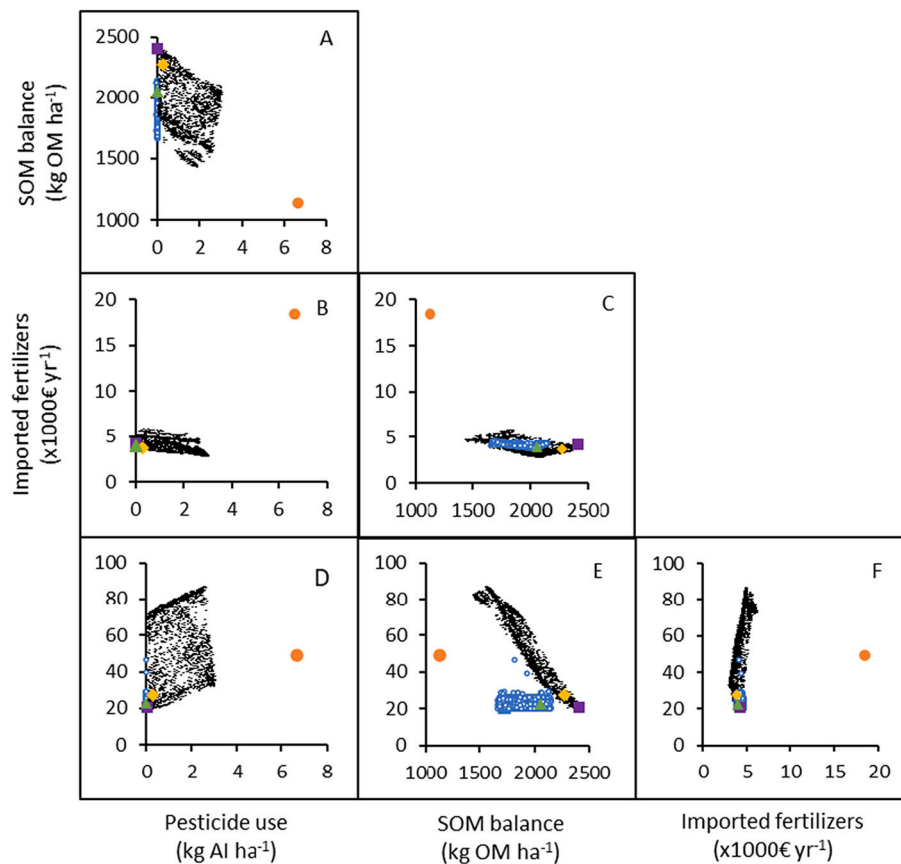 A
2500
2000
1500
1000
0 2 4 6 8
SOM balance
(kg OM ha⁻¹)
B
20
15
10
5
0
0 2 4 6 8
Imported fertilizers
(x1000€ yr⁻¹)
C
20
15
10
5
0
1000 1500 2000 2500
D
100
80
60
40
20
0
0 2 4 6 8
Pesticide use
(kg AI ha⁻¹)
E
100
80
60
40
20
0
1000 1500 2000 2500
SOM balance
(kg OM ha⁻¹)
F
100
80
60
40
20
0
0 5 10 15 20
Imported fertilizers
(x1000€ yr⁻¹)